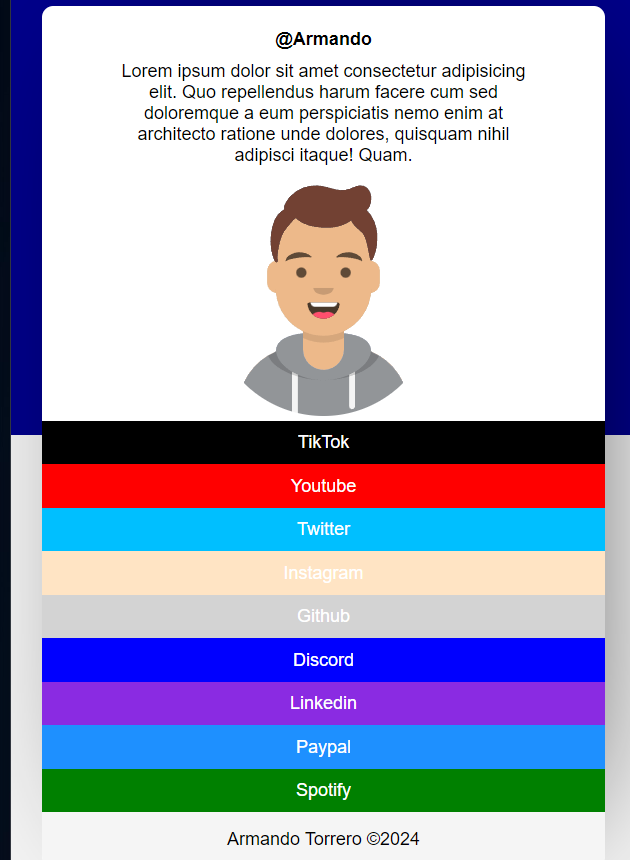 @Armando
Lorem ipsum dolor sit amet consectetur adipisicing
elit. Quo repellendus harum facere cum sed
doloremque a eum perspiciatis nemo enim at
architecto ratione unde dolores, quisquam nihil
adipisci itaque! Quam.
TikTok
Youtube
Twitter
Instagram
Github
Discord
Linkedin
Paypal
Spotify
Armando Torrero ©2024